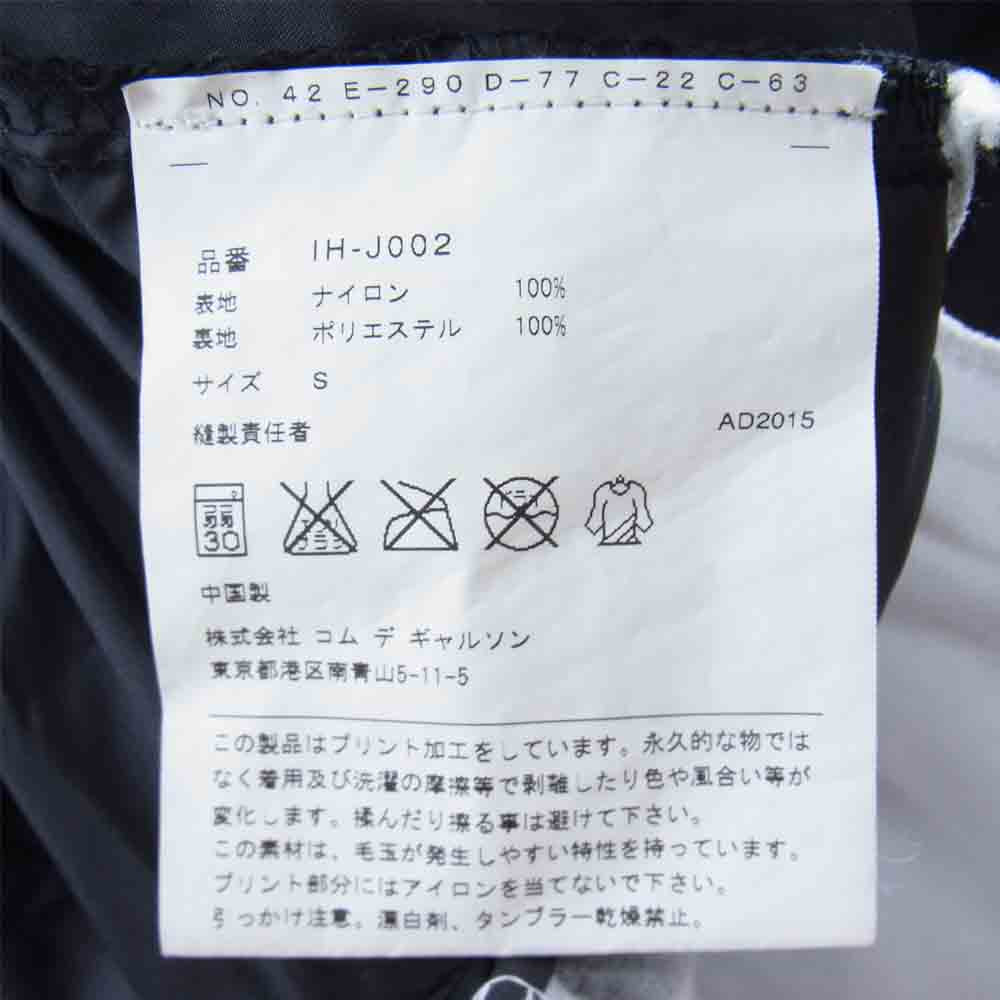 NO. 42 E-290 D-77 C-22 C-63
品番 IH-J002
表地 ナイロン 100%
裏地 ポリエステル 100%
サイズ S
縫製責任者 AD2015
弱 30 エンソ サラシ ドライ
中国製
株式会社 コム デ ギャルソン
東京都港区南青山5-11-5
この製品はプリント加工をしています。永久的な物では
なく着用及び洗濯の摩擦等で剥離したり色や風合い等が
変化します。揉んだり擦る事は避けて下さい。
この素材は、毛玉が発生しやすい特性を持っています。
プリント部分にはアイロンを当てないで下さい。
引っかけ注意。漂白剤、タンブラー乾燥禁止。